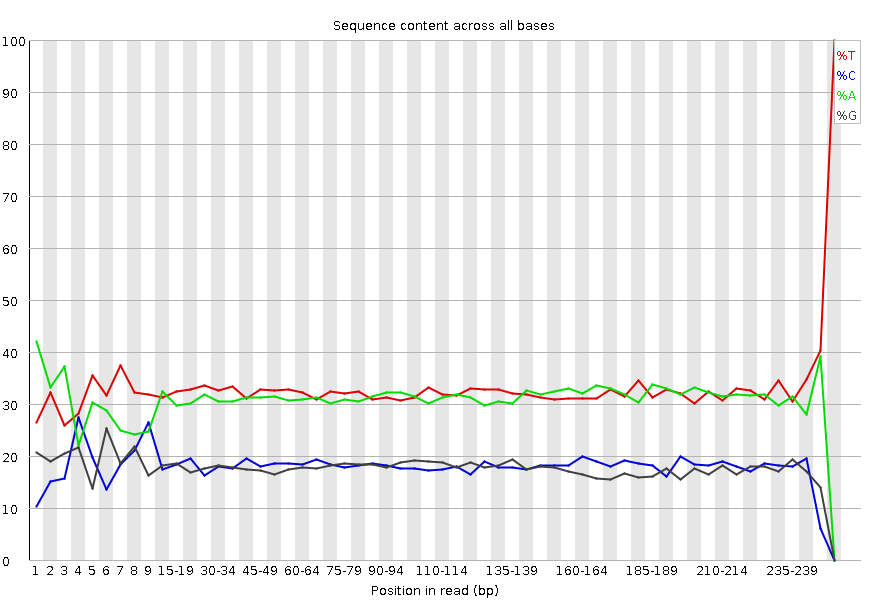 Sequence content across all bases
100
90
80
70
60
50
40
30
20
10
0
%T
%C
%A
%G
1 2 3 4 5 6 7 8 9 15-19 30-34 45-49 60-64 75-79 90-94 110-114 135-139 160-164 185-189 210-214 235-239
Position in read (bp)